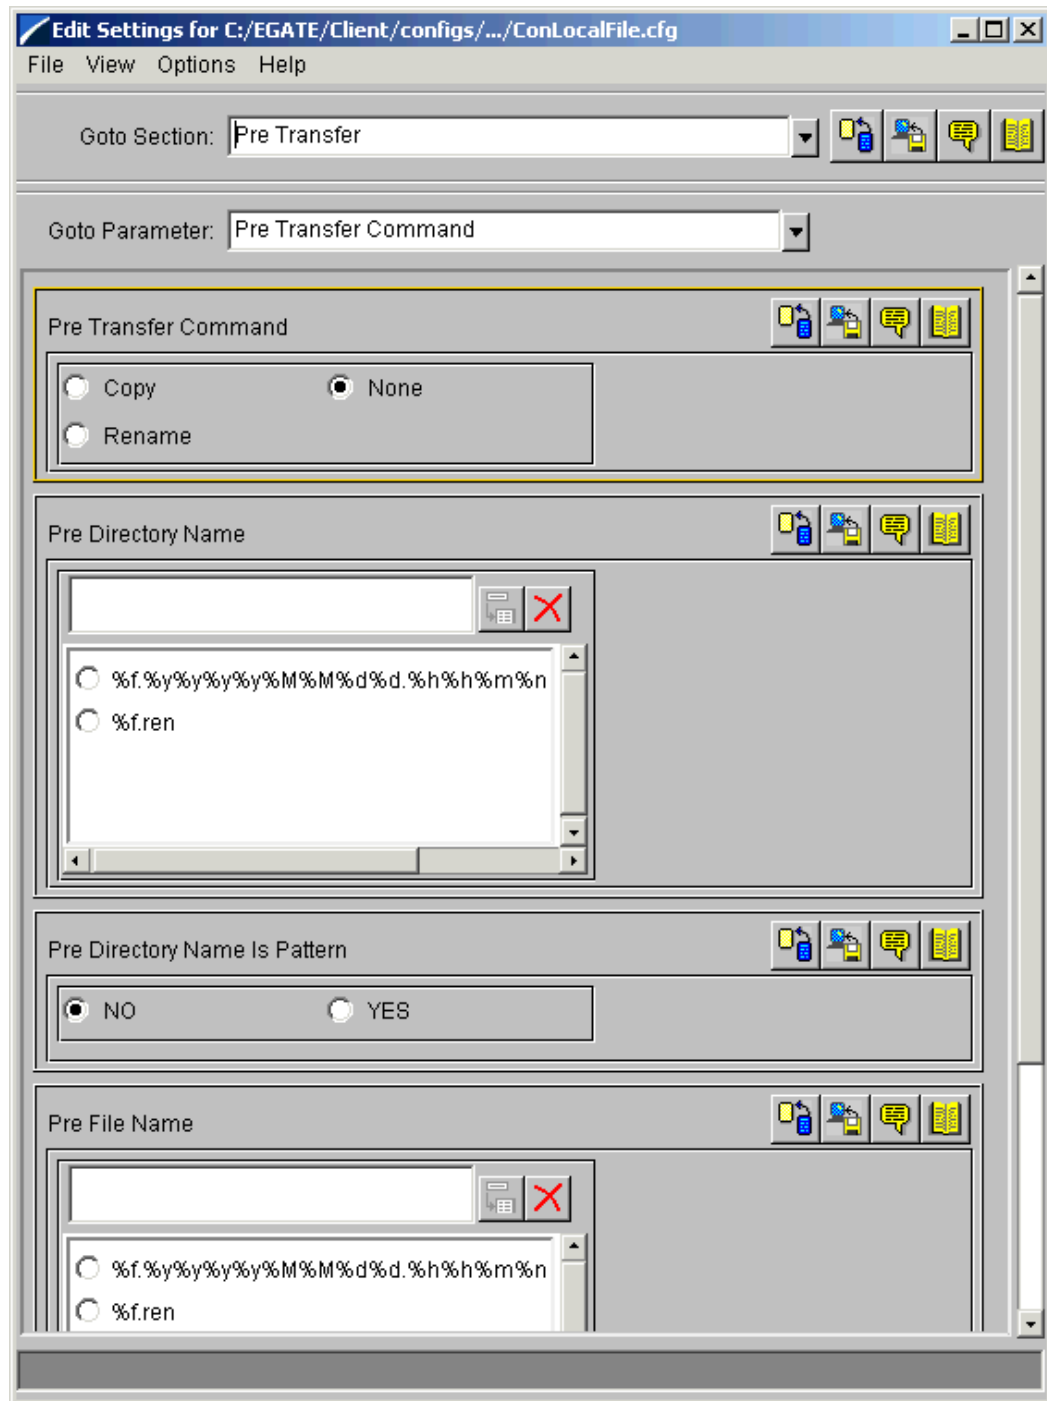 Edit Settings for C:/EGATE/Client/configs/.../ConLocalFile.cfg
File View Options Help
Goto Section: Pre Transfer
Goto Parameter: Pre Transfer Command
Pre Transfer Command
Copy None
Rename
Pre Directory Name
%f.%y%y%y%y%M%M%d%d.%h%h%m%n
%f.ren
Pre Directory Name Is Pattern
NO YES
Pre File Name
%f.%y%y%y%y%M%M%d%d.%h%h%m%n
%f.ren